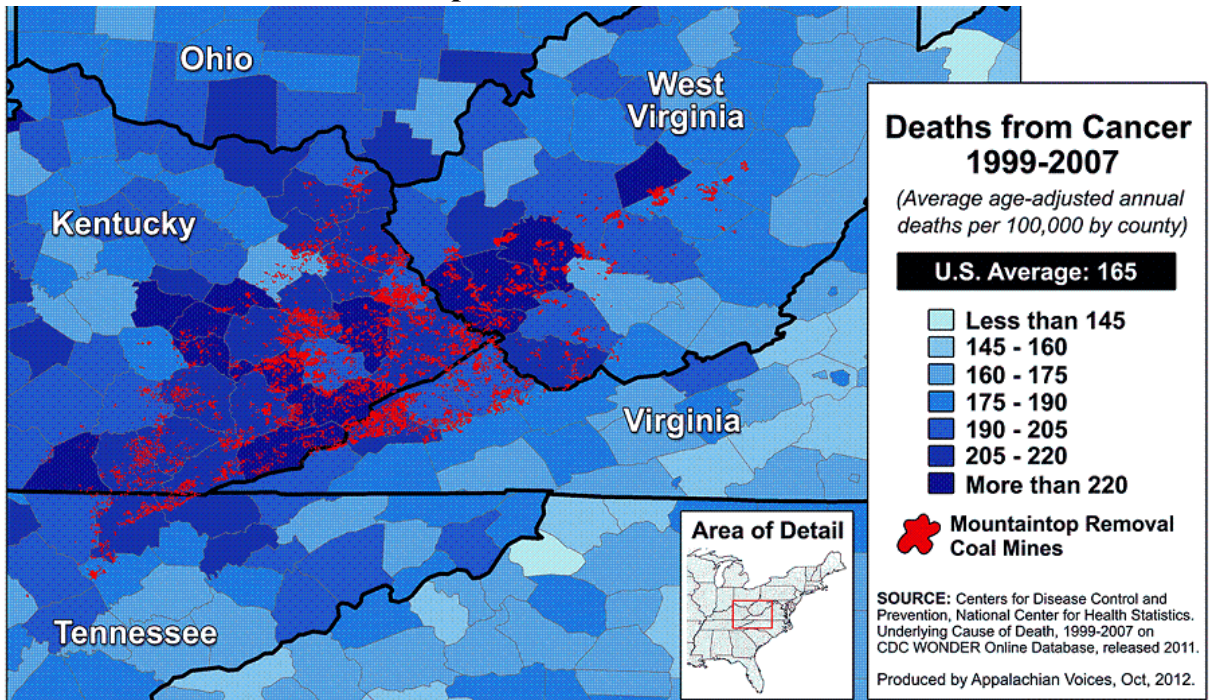 Ohio
West
Virginia
Kentucky
Virginia
Tennessee
Deaths from Cancer
1999-2007
(Average age-adjusted annual
deaths per 100,000 by county)
U.S. Average: 165
Less than 145
145 - 160
160 - 175
175 - 190
190 - 205
205 - 220
More than 220
Mountaintop Removal
Coal Mines
Area of Detail
SOURCE: Centers for Disease Control and
Prevention, National Center for Health Statistics.
Underlying Cause of Death, 1999-2007 on
CDC WONDER Online Database, released 2011.
Produced by Appalachian Voices, Oct, 2012.